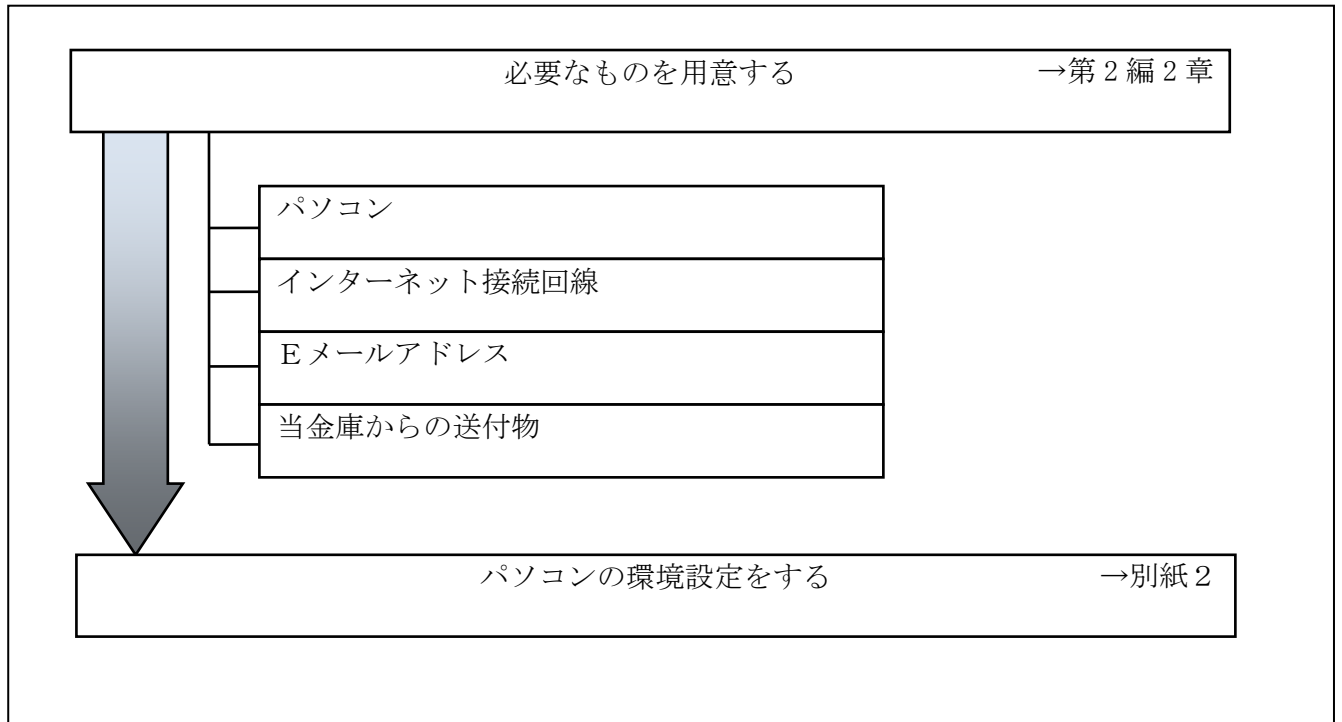 必要なものを用意する →第２編２章
パソコン
インターネット接続回線
Ｅメールアドレス
当金庫からの送付物
パソコンの環境設定をする →別紙２